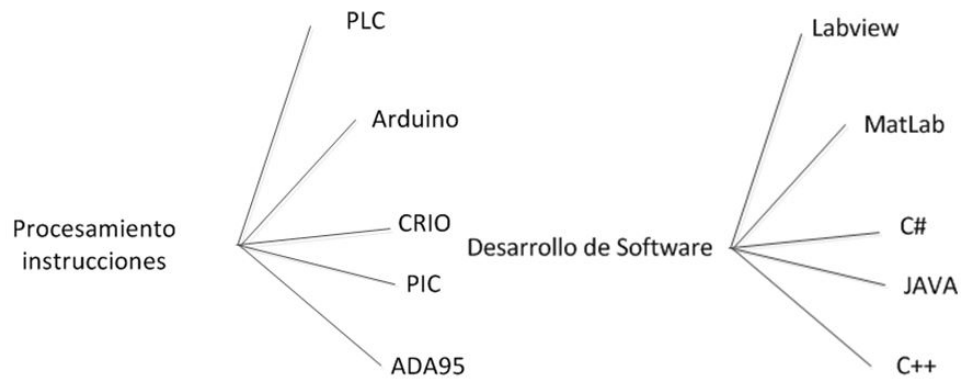 Procesamiento
instrucciones
PLC
Arduino
CRIO
PIC
ADA95
Desarrollo de Software
Labview
MatLab
C#
JAVA
C++